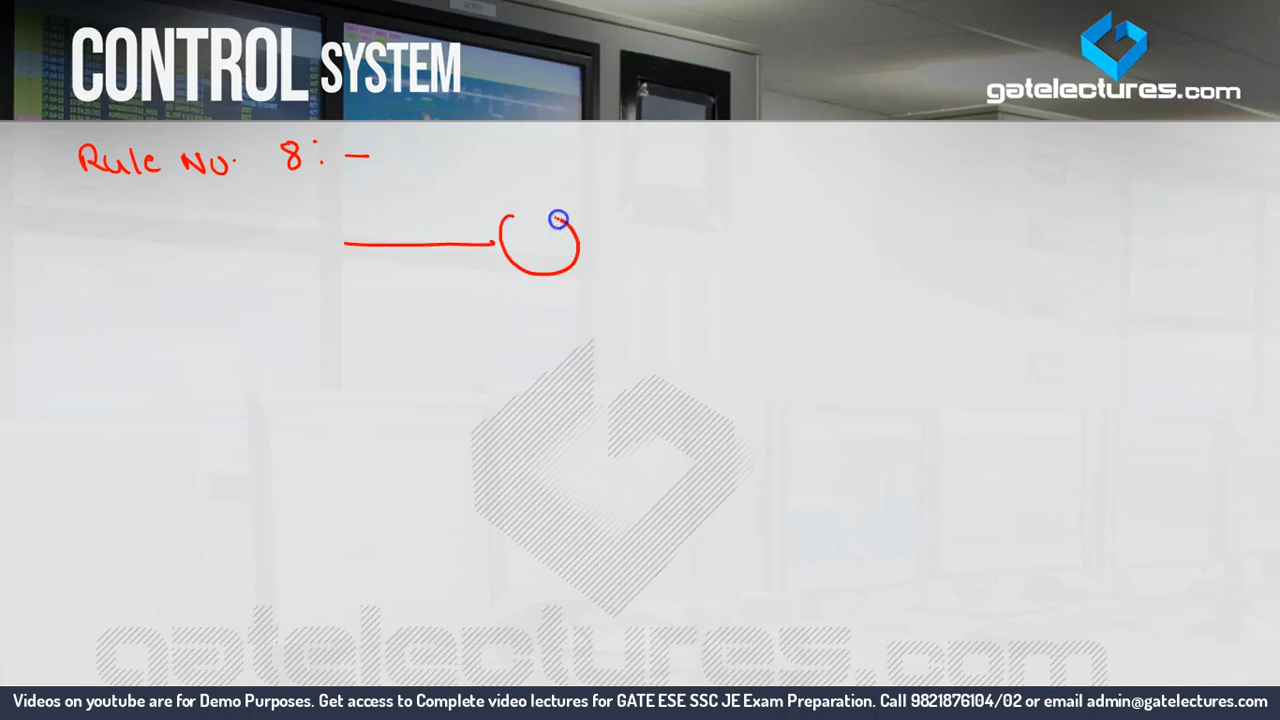 CONTROL SYSTEM
gatelectures.com
Rule No. 8: -
gatelectures.com
Videos on youtube are for Demo Purposes. Get access to Complete video lectures for GATE ESE SSC JE Exam Preparation. Call 9821876104/02 or email admin@gatelectures.com